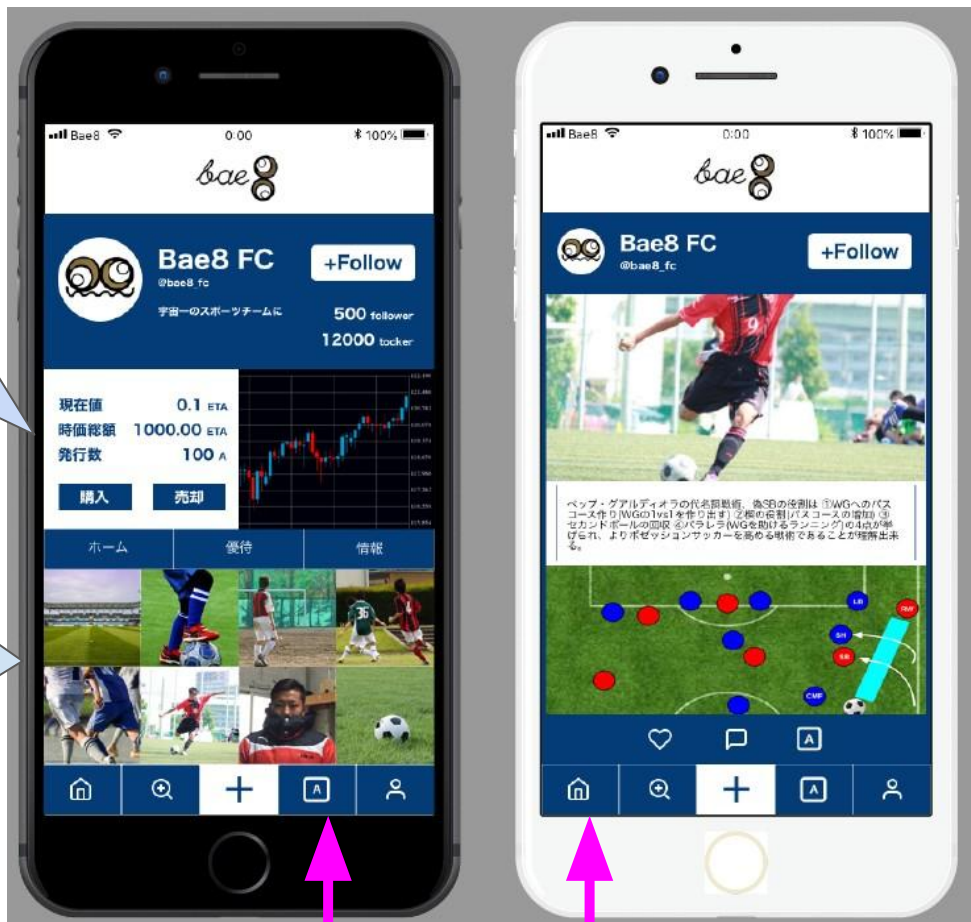 Bae8
0:00
100%
bae8
Bae8 FC
@bae8_fc
+Follow
宇宙一のスポーツチームに
500 follower
12000 tocker
現在値 0.1 ETA
時価総額 1000.00 ETA
発行数 100 A
購入
売却
ホーム
優待
情報
36
A
Bae8
0:00
100%
bae8
Bae8 FC
@bae8_fc
+Follow
9
ペップ・グアルディオラの代名詞戦術、偽SBの役割は ①WGへのパス
コース作り(WGの1vs1を作り出す) ②横の役割(パスコースの増加) ③
セカンドボールの回収 ④パラレラ(WGを助けるランニング)の4点が挙
げられ、よりポゼッションサッカーを高める戦術であることが理解出来
る。
LB
RW
SH
SB
CMF
A
A